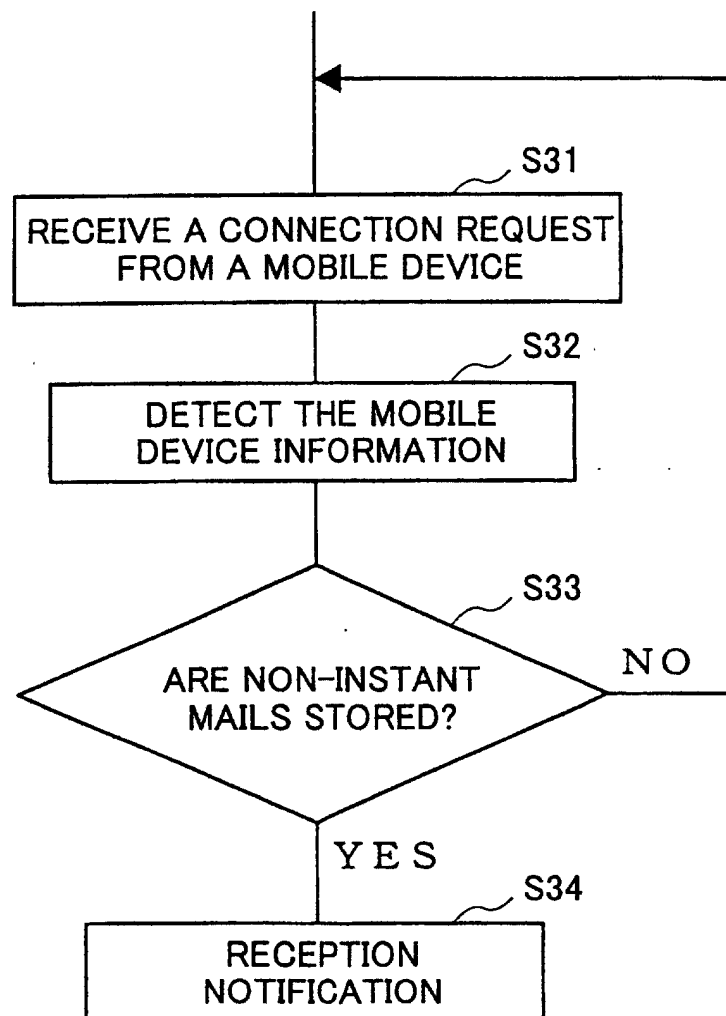 S31
RECEIVE A CONNECTION REQUEST
FROM A MOBILE DEVICE
S32
DETECT THE MOBILE
DEVICE INFORMATION
S33
ARE NON-INSTANT
MAILS STORED?
NO
YES
S34
RECEPTION
NOTIFICATION